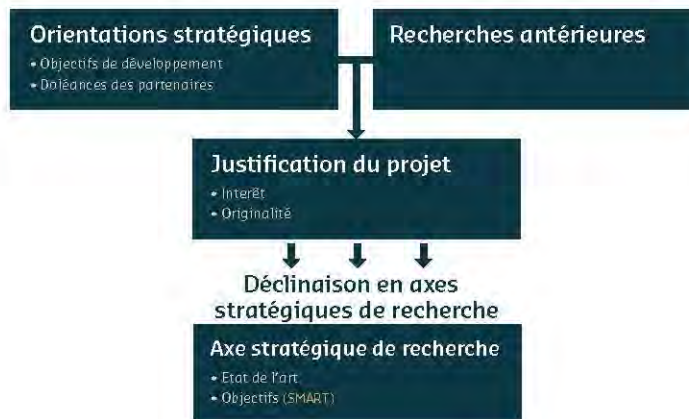 Orientations stratégiques
• Objectifs de développement
• Doléances des partenaires
Recherches antérieures
Justification du projet
• Interêt
• Originalité
Déclinaison en axes
stratégiques de recherche
Axe stratégique de recherche
• Etat de l'art
• Objectifs (SMART)